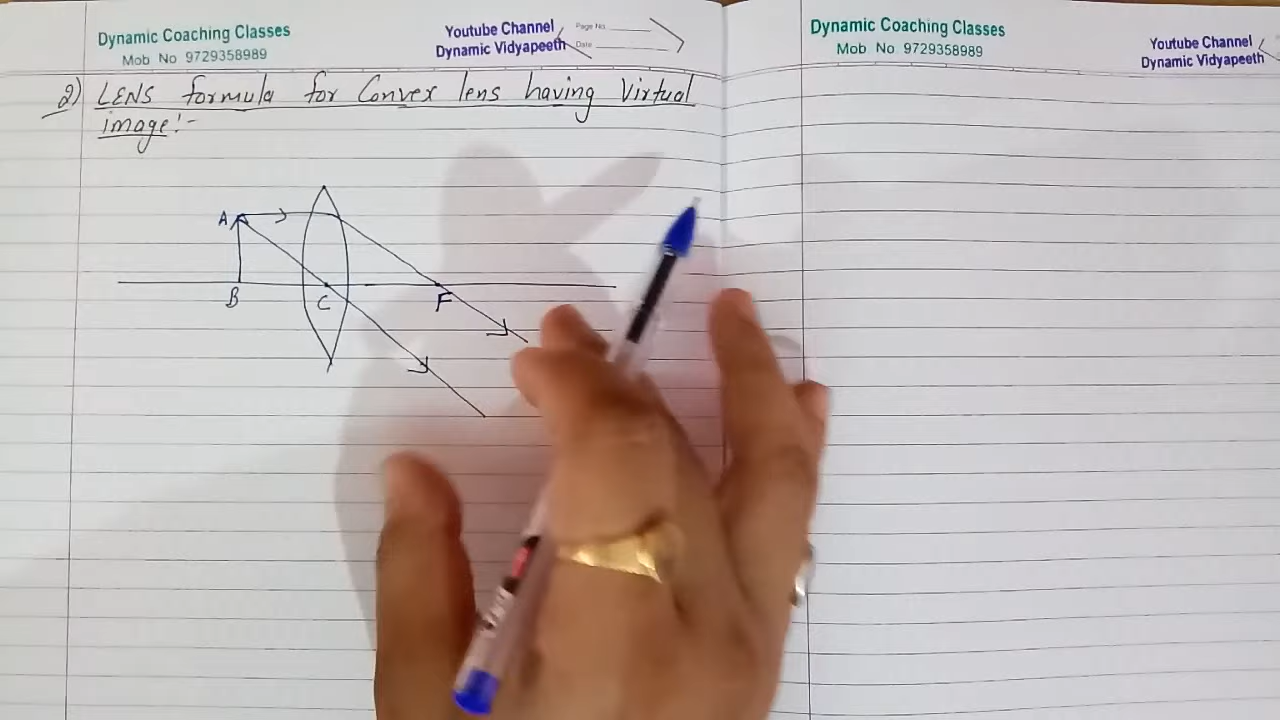 Dynamic Coaching Classes
Mob No 9729358989
Youtube Channel
Dynamic Vidyapeeth
Page No.
Date
2) LENS formula for Convex lens having Virtual
image:-
A
B
C
F
Dynamic Coaching Classes
Mob No 9729358989
Youtube Channel
Dynamic Vidyapeeth